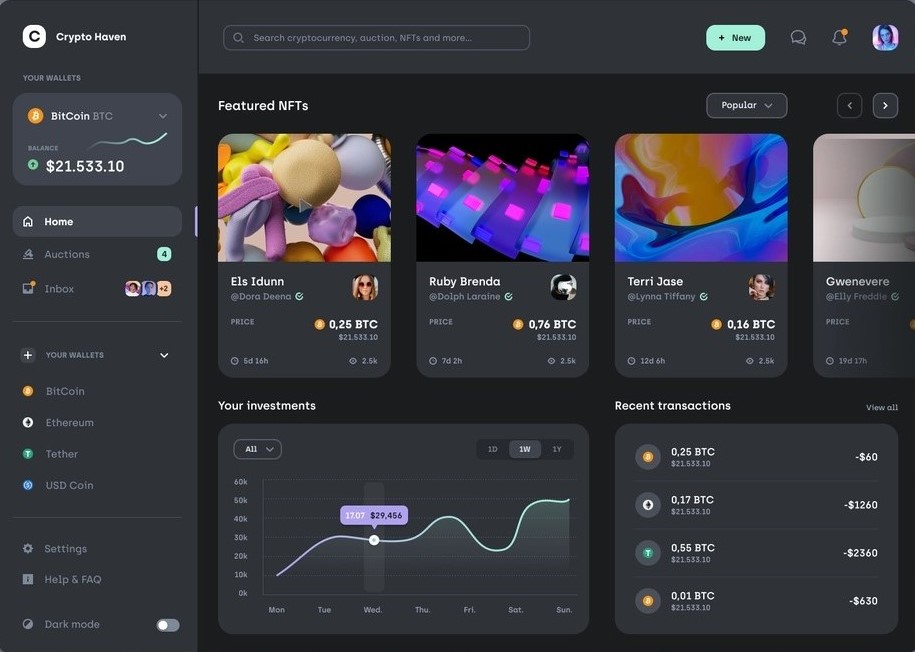 C Crypto Haven
YOUR WALLETS
BitCoin BTC
BALANCE
$21.533.10
Home
Auctions 4
Inbox +2
+ YOUR WALLETS
BitCoin
Ethereum
Tether
USD Coin
Settings
Help & FAQ
Dark mode
Search cryptocurrency, auction, NFTs and more...
+ New
Featured NFTs
Popular
Els Idunn
@Dora Deena
PRICE 0,25 BTC
$21.533.10
5d 16h 2.5k
Ruby Brenda
@Dolph Laraine
PRICE 0,76 BTC
$21.533.10
7d 2h 2.5k
Terri Jase
@Lynna Tiffany
PRICE 0,16 BTC
$21.533.10
12d 6h 2.5k
Gwenevere
@Elly Freddie
PRICE
19d 17h
Your investments
All
1D 1W 1Y
60k
50k
40k
30k
20k
10k
0k
17.07 $29,456
Mon Tue Wed. Thu. Fri. Sat. Sun.
Recent transactions
View all
0,25 BTC
$21.533.10
-$60
0,17 BTC
$21.533.10
-$1260
0,55 BTC
$21.533.10
-$2360
0,01 BTC
$21.533.10
-$630